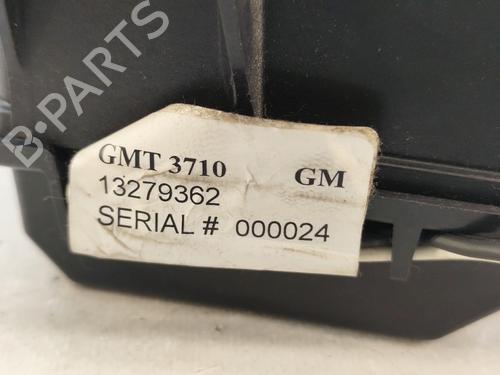 B-PARTS
GMT 3710 GM
13279362
SERIAL # 000024